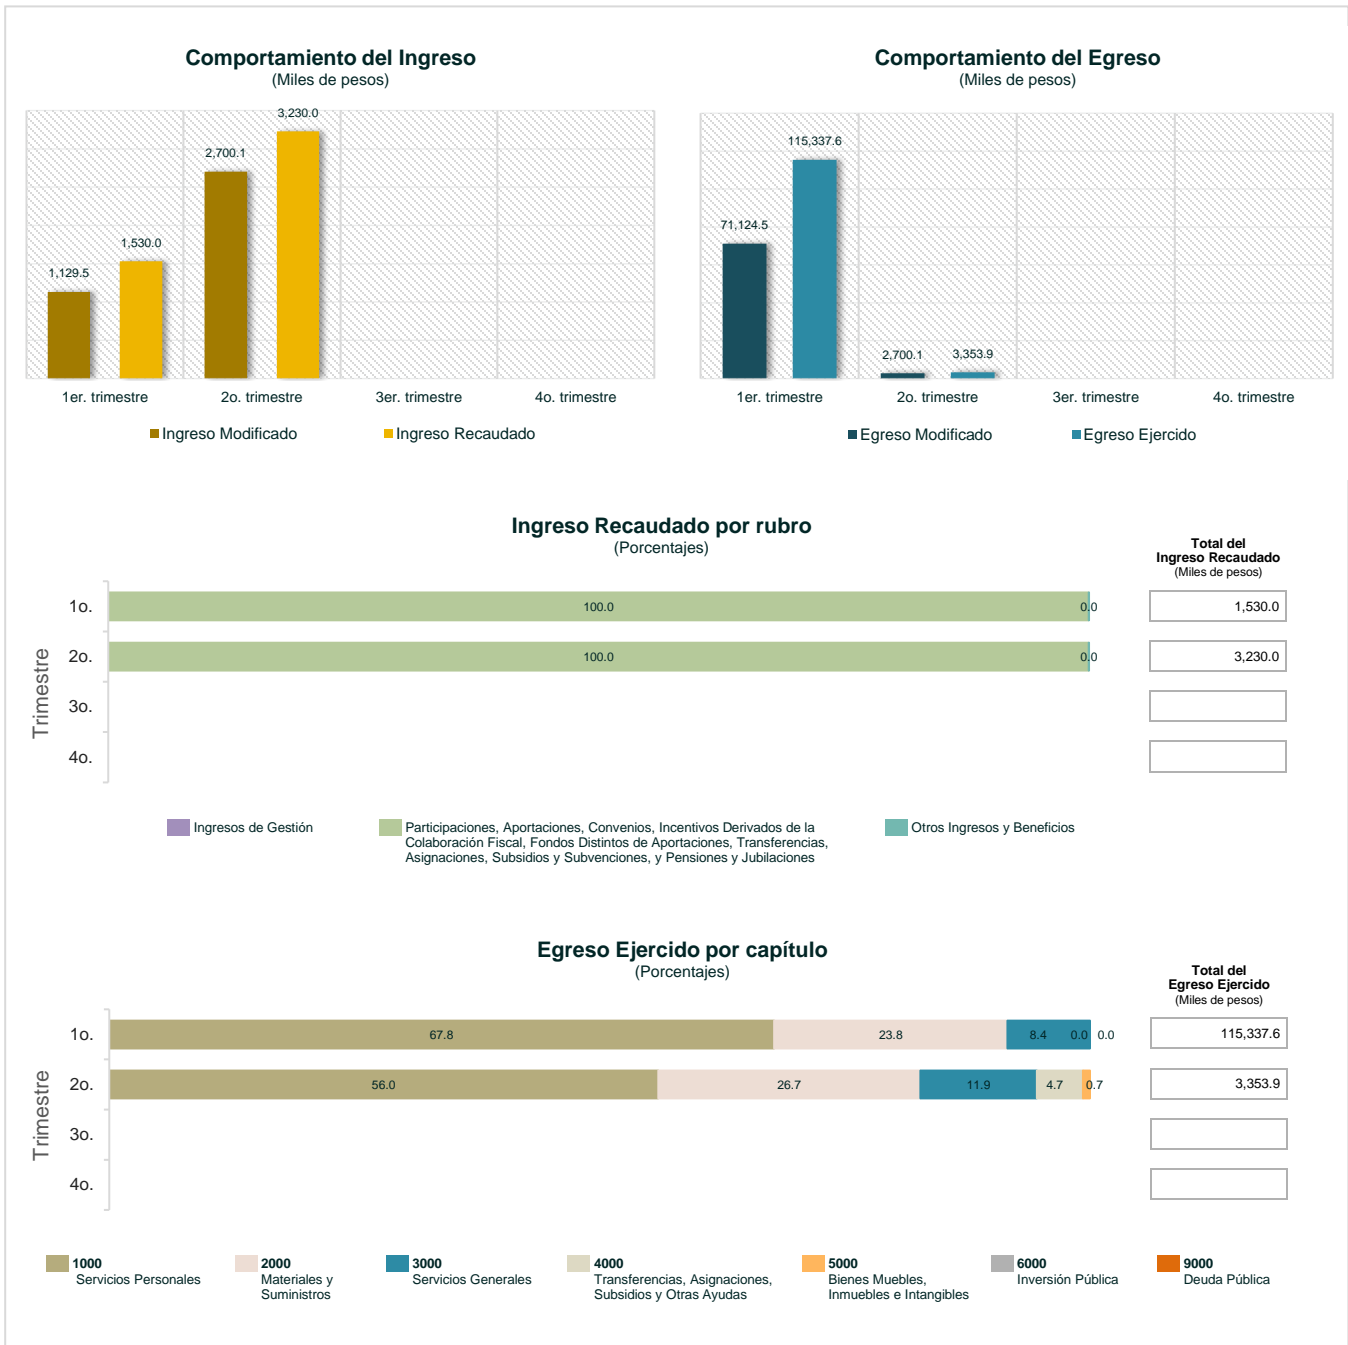 Comportamiento del Ingreso
(Miles de pesos)
3,230.0
2,700.1
1,530.0
1,129.5
1er. trimestre
2o. trimestre
3er. trimestre
4o. trimestre
Ingreso Modificado
Ingreso Recaudado
Comportamiento del Egreso
(Miles de pesos)
115,337.6
71,124.5
2,700.1
3,353.9
1er. trimestre
2o. trimestre
3er. trimestre
4o. trimestre
Egreso Modificado
Egreso Ejercido
Ingreso Recaudado por rubro
(Porcentajes)
Total del
Ingreso Recaudado
(Miles de pesos)
Trimestre
1o.
100.0
0.0
1,530.0
2o.
100.0
0.0
3,230.0
3o.
4o.
Ingresos de Gestión
Participaciones, Aportaciones, Convenios, Incentivos Derivados de la
Colaboración Fiscal, Fondos Distintos de Aportaciones, Transferencias,
Asignaciones, Subsidios y Subvenciones, y Pensiones y Jubilaciones
Otros Ingresos y Beneficios
Egreso Ejercido por capítulo
(Porcentajes)
Total del
Egreso Ejercido
(Miles de pesos)
Trimestre
1o.
67.8
23.8
8.4
0.0
0.0
115,337.6
2o.
56.0
26.7
11.9
4.7
0.7
3,353.9
3o.
4o.
1000
Servicios Personales
2000
Materiales y
Suministros
3000
Servicios Generales
4000
Transferencias, Asignaciones,
Subsidios y Otras Ayudas
5000
Bienes Muebles,
Inmuebles e Intangibles
6000
Inversión Pública
9000
Deuda Pública